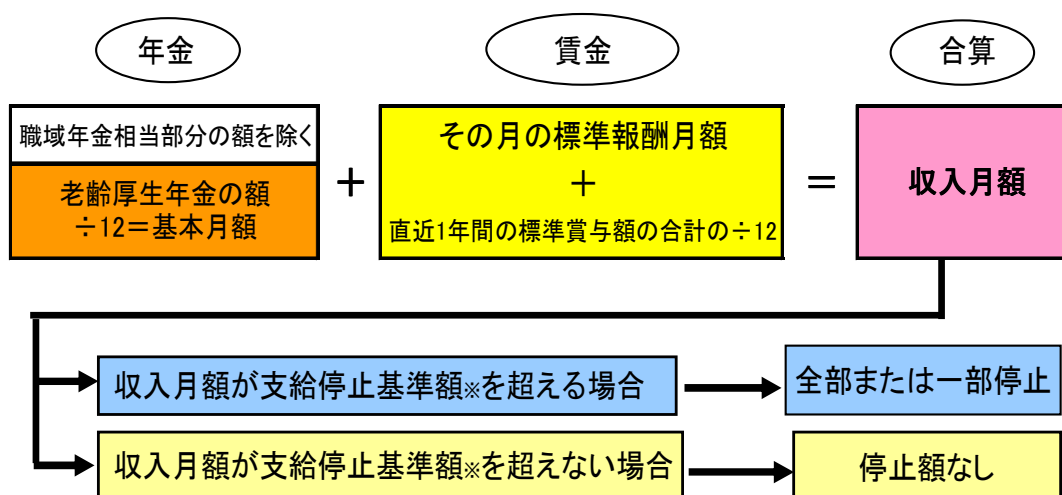 年金
賃金
合算
職域年金相当部分の額を除く
老齢厚生年金の額
÷12＝基本月額
＋
その月の標準報酬月額
＋
直近1年間の標準賞与額の合計の÷12
＝
収入月額
収入月額が支給停止基準額※を超える場合
全部または一部停止
収入月額が支給停止基準額※を超えない場合
停止額なし